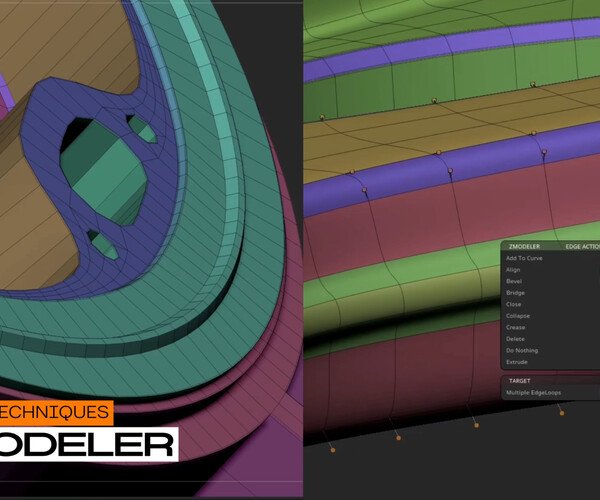 ECHNIQUES
ODELER
ZMODELER EDGE ACTION
Add To Curve
Align
Bevel
Bridge
Close
Collapse
Crease
Delete
Do Nothing
Extrude
TARGET
Multiple EdgeLoops